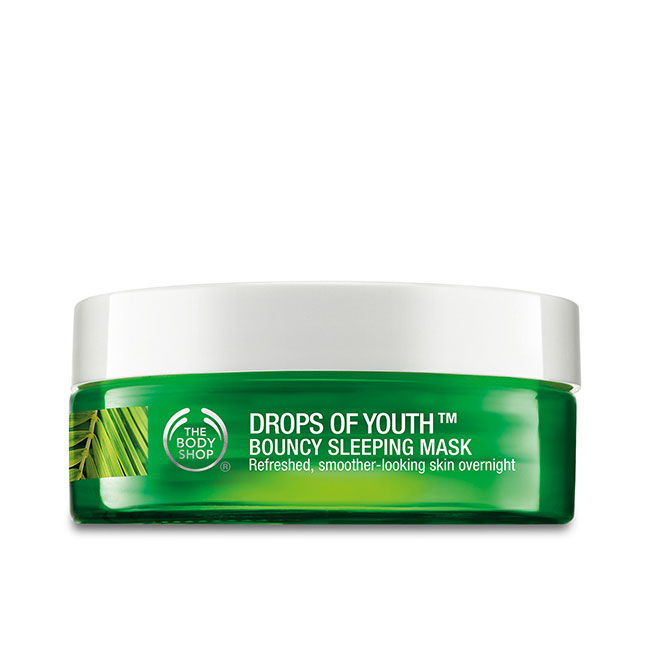 THE
BODY
SHOP
®
DROPS OF YOUTH™
BOUNCY SLEEPING MASK
Refreshed, smoother-looking skin overnight